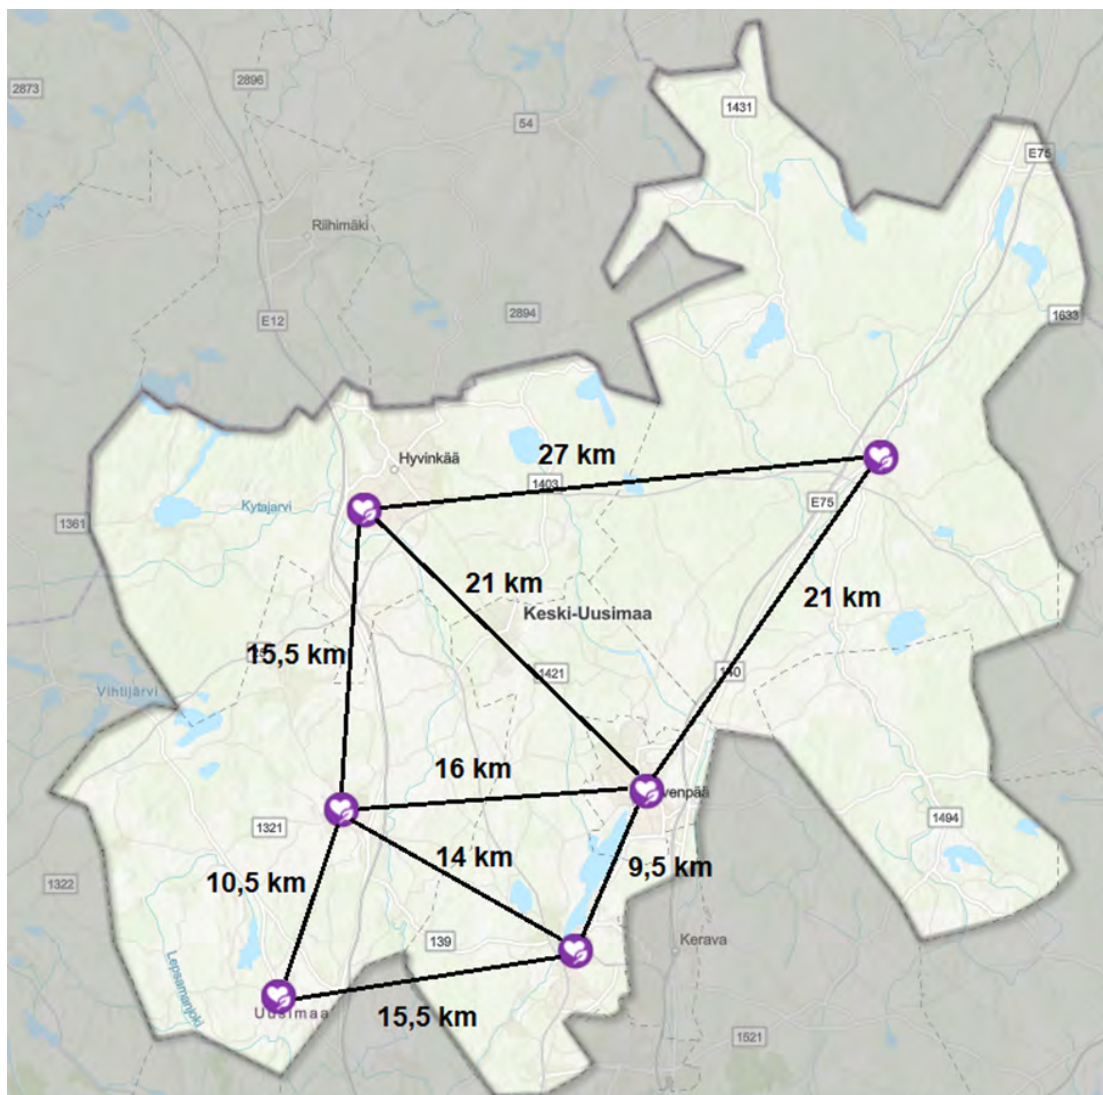 2896
2873
1431
54
E75
Riihimäki
2894
1633
E12
27 km
Hyvinkää
1403
E75
Kytajarvi
1361
21 km
21 km
Keski-Uusimaa
15,5 km
1421
140
Vihtijärvi
16 km
venpää
1494
1321
14 km
9,5 km
10,5 km
1322
139
Kerava
Lepsämänjoki
Uusimaa
15,5 km
1521